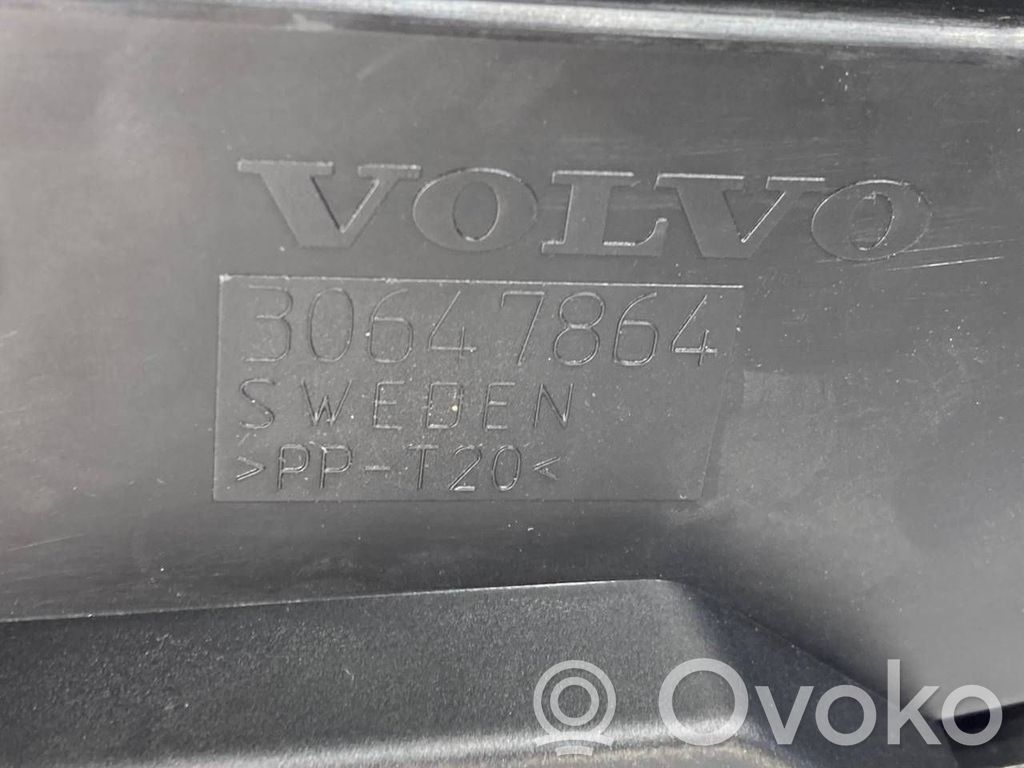 VOLVO
30647864
SWEDEN
>PP-T20<
Ovoko